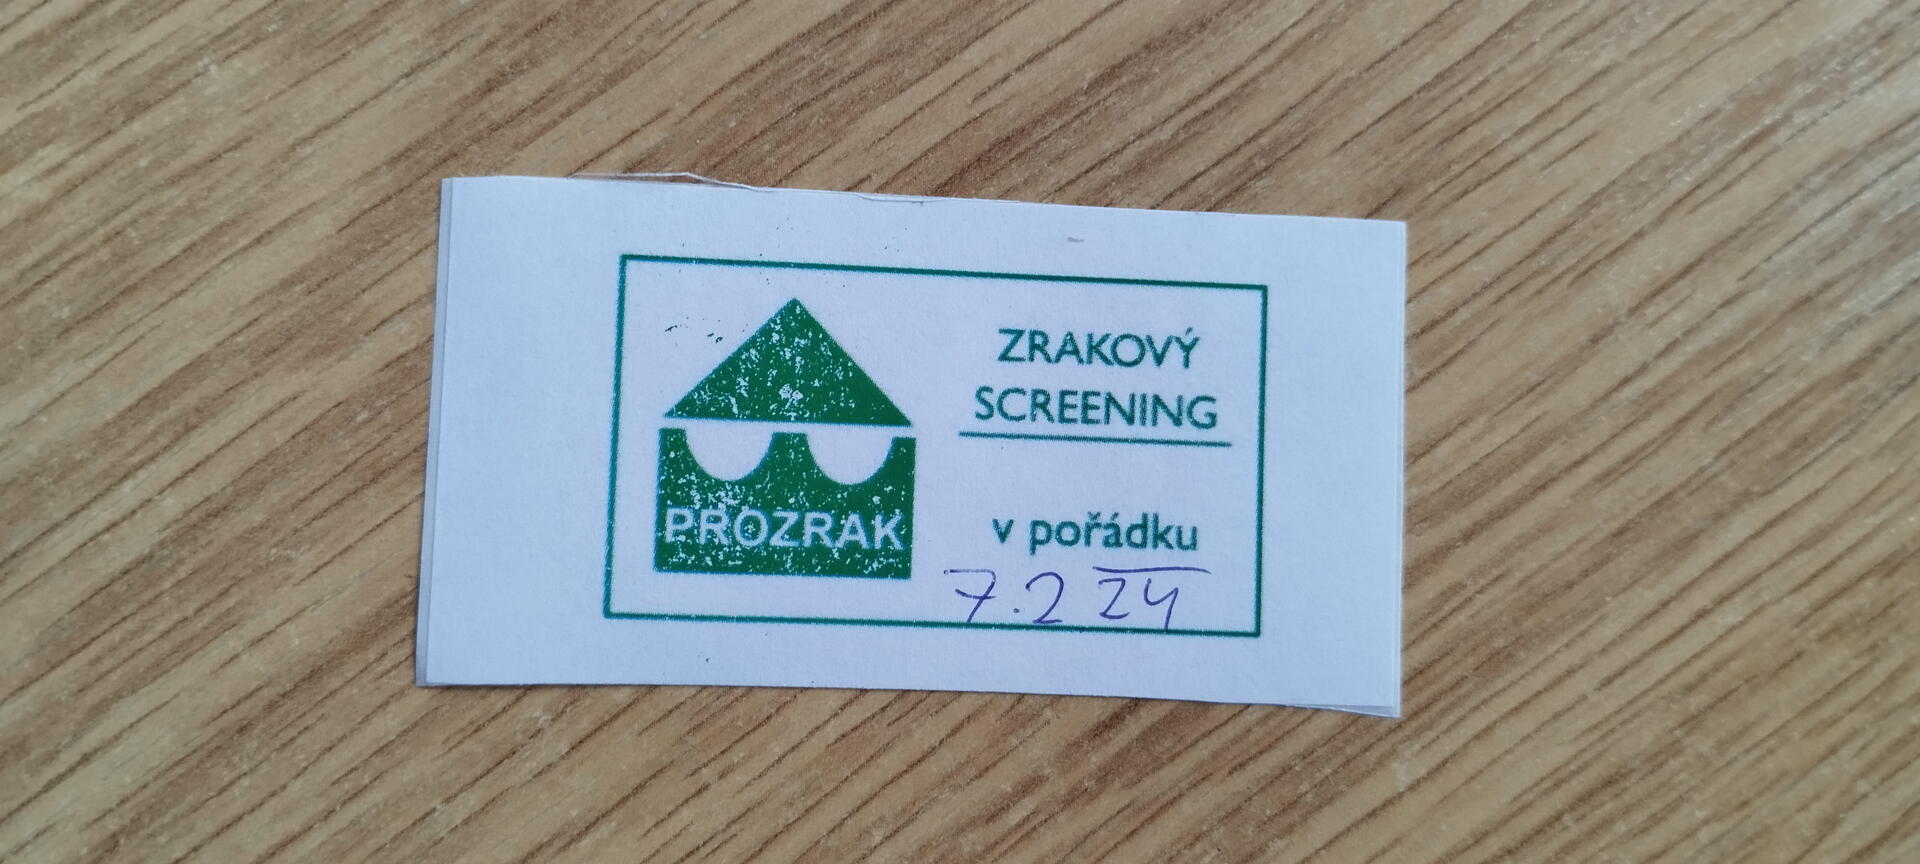 PROZRAK
ZRAKOVÝ
SCREENING
v pořádku
7.2 24